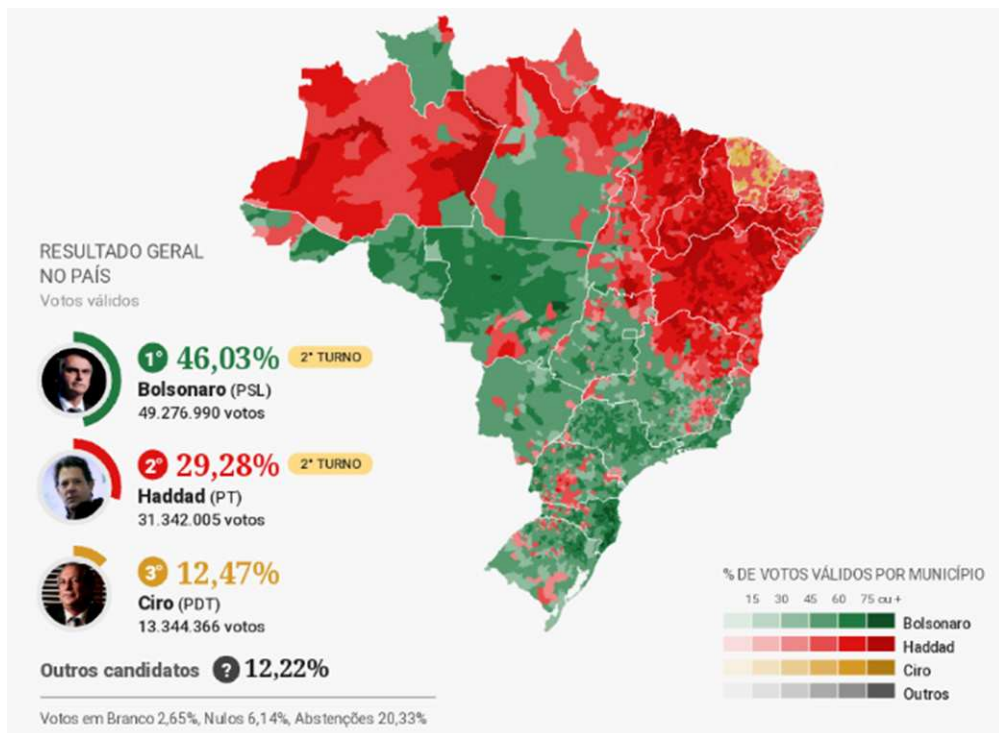 RESULTADO GERAL
NO PAÍS
Votos válidos
1º 46,03% 2° TURNO
Bolsonaro (PSL)
49.276.990 votos
2º 29,28% 2° TURNO
Haddad (PT)
31.342.005 votos
3º 12,47%
Ciro (PDT)
13.344.366 votos
Outros candidatos ? 12,22%
Votos em Branco 2,65%, Nulos 6,14%, Abstenções 20,33%
% DE VOTOS VÁLIDOS POR MUNICÍPIO
15 30 45 60 75 ou +
Bolsonaro
Haddad
Ciro
Outros